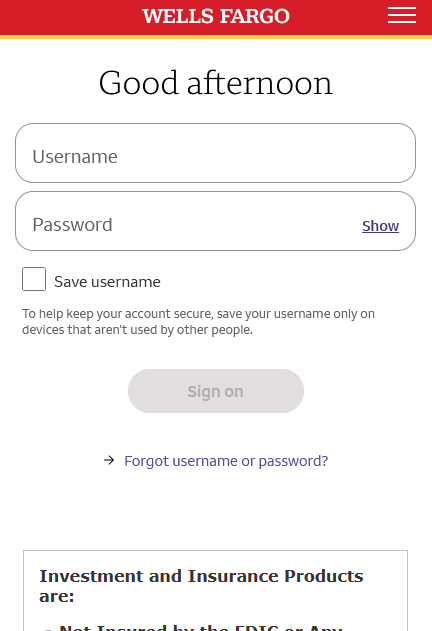 WELLS FARGO
Good afternoon
Username
Password
Show
Save username
To help keep your account secure, save your username only on
devices that aren't used by other people.
Sign on
Forgot username or password?
Investment and Insurance Products
are:
Not Insured by the FDIC or Any